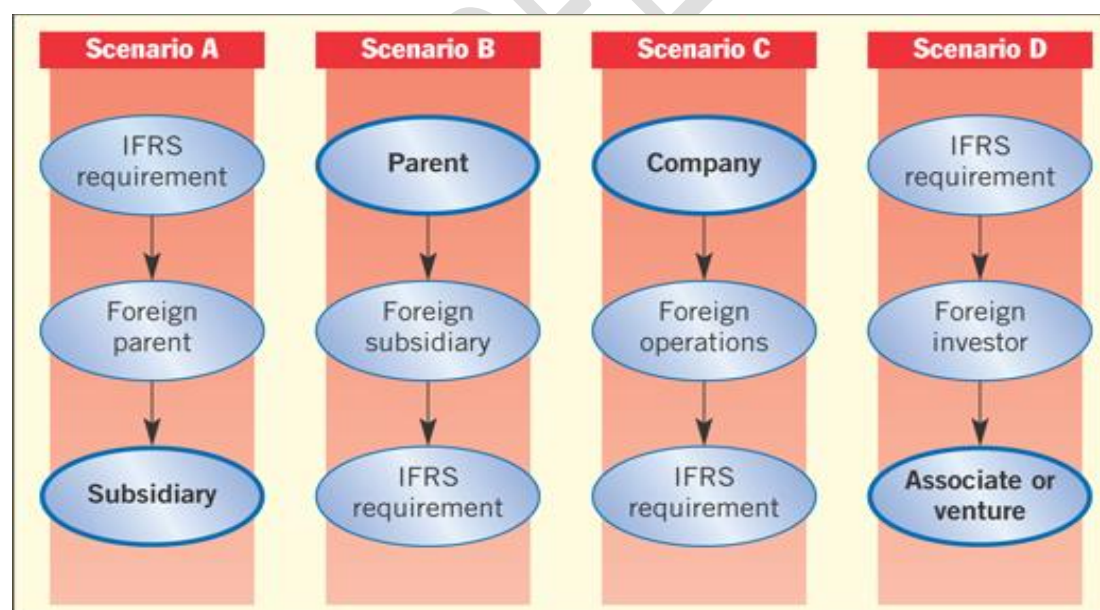 Scenario A
IFRS
requirement
Foreign
parent
Subsidiary
Scenario B
Parent
Foreign
subsidiary
IFRS
requirement
Scenario C
Company
Foreign
operations
IFRS
requirement
Scenario D
IFRS
requirement
Foreign
investor
Associate or
venture